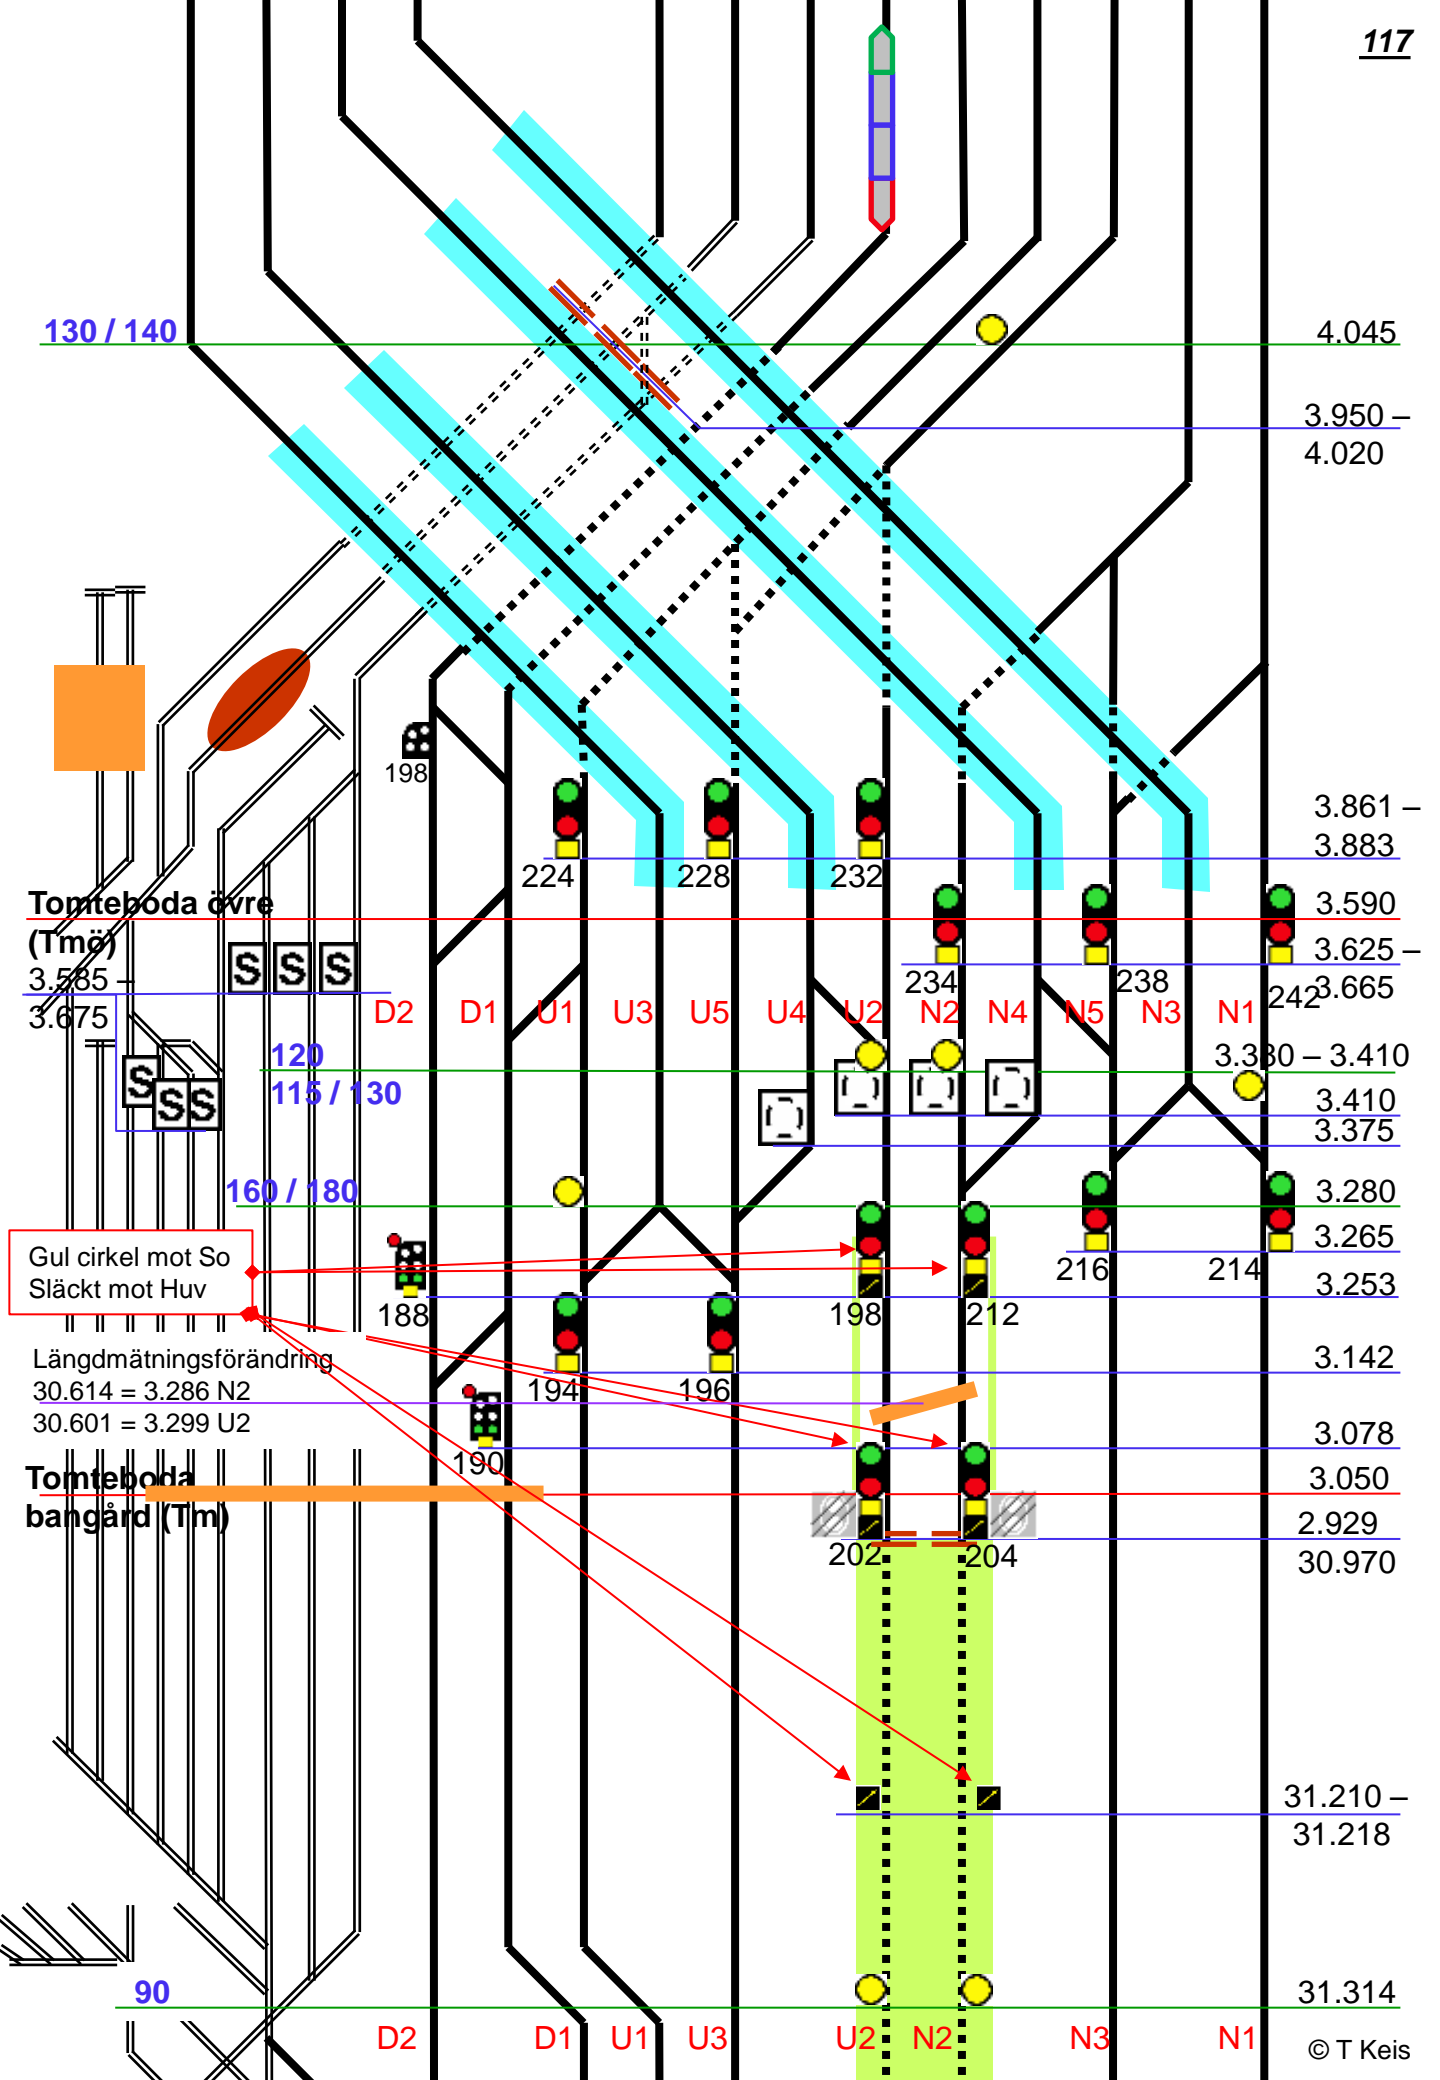 117
130 / 140
4.045
3.950 –
4.020
198
3.861 –
3.883
224
228
232
Tomteboda övre
(Tmö)
3.590
3.625 –
3.665
234
238
242
S
S
S
3.585 –
3.675
D2
D1
U1
U3
U5
U4
U2
N2
N4
N5
N3
N1
120
3.380 – 3.410
115 / 130
S
S
S
3.410
3.375
160 / 180
3.280
Gul cirkel mot So
Släckt mot Huv
3.265
216
214
3.253
188
198
212
Längdmätningsförändring
30.614 = 3.286 N2
30.601 = 3.299 U2
3.142
194
196
3.078
190
Tomteboda
bangård (Tm)
3.050
2.929
30.970
202
204
31.210 –
31.218
90
31.314
D2
D1
U1
U3
U2
N2
N3
N1
© T Keis